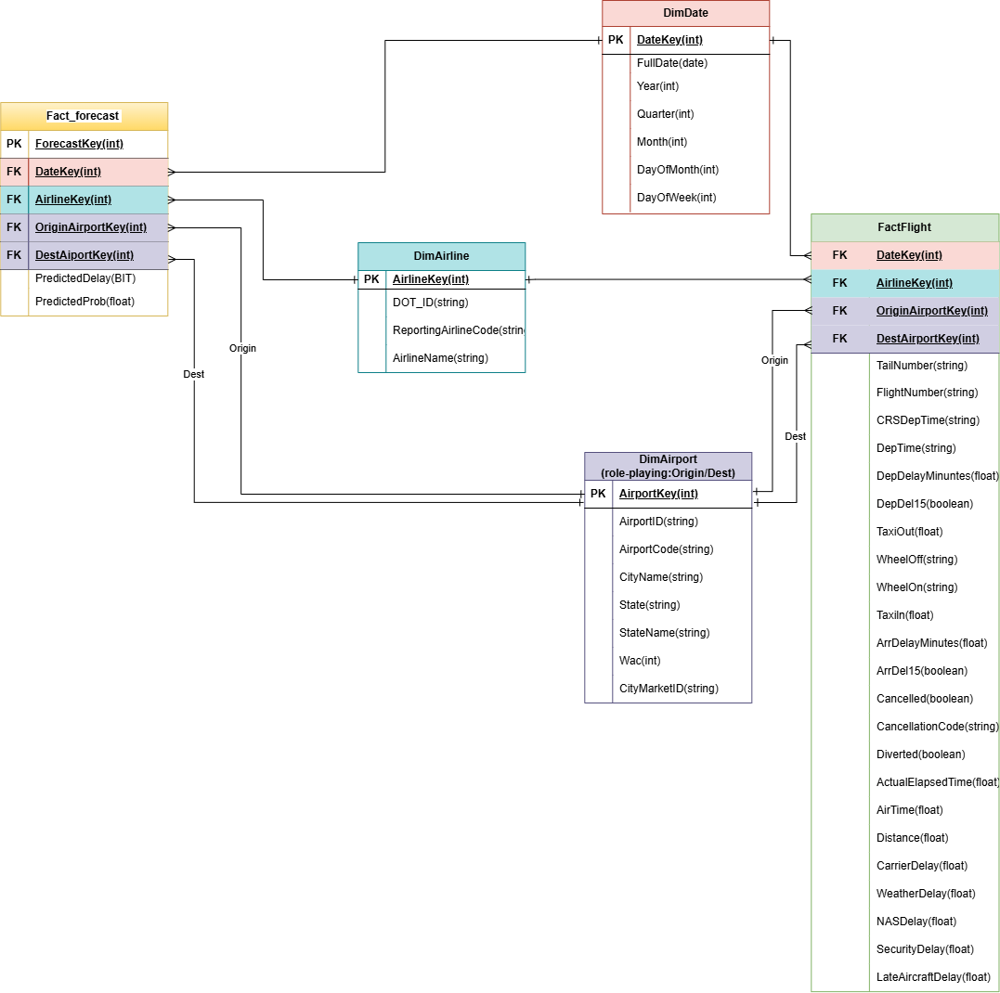 DimDate
PK DateKey(int)
FullDate(date)
Year(int)
Quarter(int)
Month(int)
DayOfMonth(int)
DayOfWeek(int)
Fact_forecast
PK ForecastKey(int)
FK DateKey(int)
FK AirlineKey(int)
FK OriginAirportKey(int)
FK DestAiportKey(int)
PredictedDelay(BIT)
PredictedProb(float)
DimAirline
PK AirlineKey(int)
DOT_ID(string)
ReportingAirlineCode(strin
AirlineName(string)
Origin
Dest
Origin
Dest
DimAirport
(role-playing:Origin/Dest)
PK AirportKey(int)
AirportID(string)
AirportCode(string)
CityName(string)
State(string)
StateName(string)
Wac(int)
CityMarketID(string)
FactFlight
FK DateKey(int)
FK AirlineKey(int)
FK OriginAirportKey(int)
FK DestAirportKey(int)
TailNumber(string)
FlightNumber(string)
CRSDepTime(string)
DepTime(string)
DepDelayMinuntes(float)
DepDel15(boolean)
TaxiOut(float)
WheelOff(string)
WheelOn(string)
TaxiIn(float)
ArrDelayMinutes(float)
ArrDel15(boolean)
Cancelled(boolean)
CancellationCode(string)
Diverted(boolean)
ActualElapsedTime(float)
AirTime(float)
Distance(float)
CarrierDelay(float)
WeatherDelay(float)
NASDelay(float)
SecurityDelay(float)
LateAircraftDelay(float)